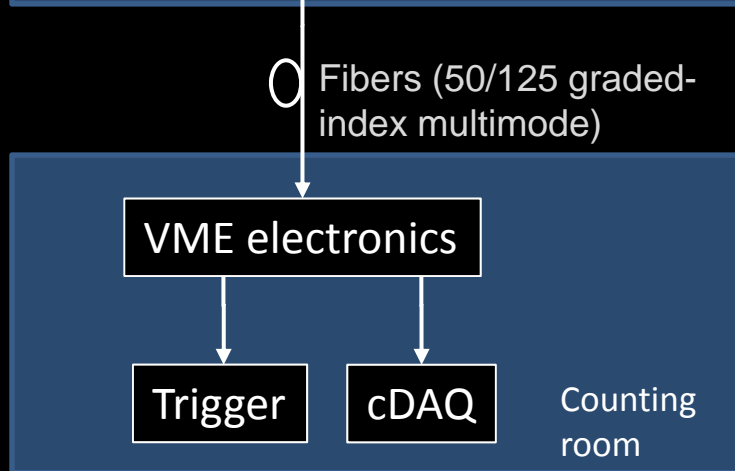 Fibers (50/125 graded-
index multimode)
VME electronics
Trigger
cDAQ
Counting
room